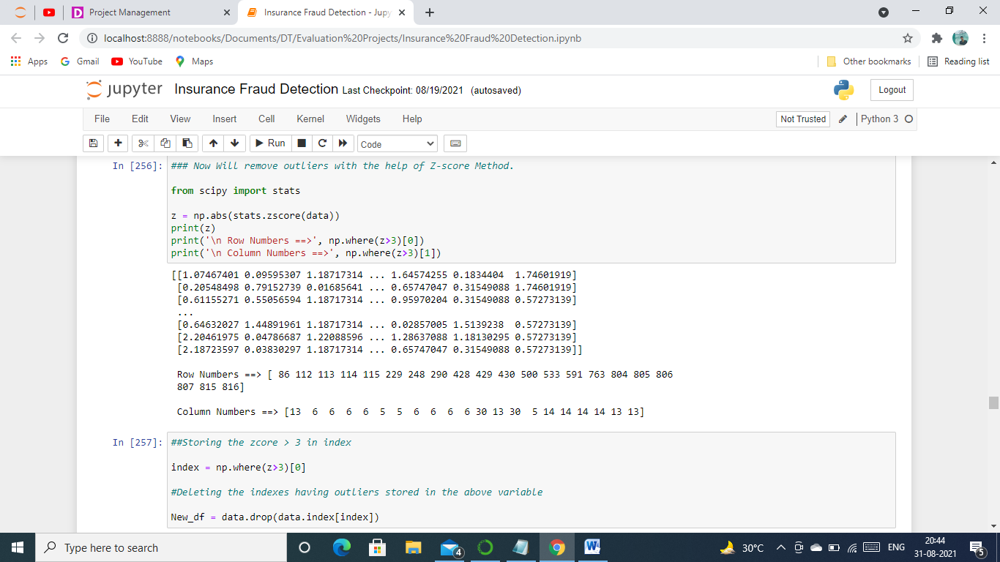 Project Management
Insurance Fraud Detection - Jupy
localhost:8888/notebooks/Documents/DT/Evaluation%20Projects/Insurance%20Fraud%20Detection.ipynb
Apps Gmail YouTube Maps Other bookmarks Reading list
jupyter Insurance Fraud Detection Last Checkpoint: 08/19/2021 (autosaved) Logout
File Edit View Insert Cell Kernel Widgets Help Not Trusted Python 3
Run Code
In [256]: ### Now Will remove outliers with the help of Z-score Method.
from scipy import stats
z = np.abs(stats.zscore(data))
print(z)
print('\n Row Numbers ==>', np.where(z>3)[0])
print('\n Column Numbers ==>', np.where(z>3)[1])
[[1.07467401 0.09595307 1.18717314 ... 1.64574255 0.1834404  1.74601919]
[0.20548498 0.79152739 0.01685641 ... 0.65747047 0.31549088 1.74601919]
[0.61155271 0.55056594 1.18717314 ... 0.95970204 0.31549088 0.57273139]
...
[0.64632027 1.44891961 1.18717314 ... 0.02857005 1.5139238  0.57273139]
[2.20461975 0.04786687 1.22088596 ... 1.28637088 1.18130295 0.57273139]
[2.18723597 0.03830297 1.18717314 ... 0.65747047 0.31549088 0.57273139]]
Row Numbers ==> [ 86 112 113 114 115 229 248 290 428 429 430 500 533 591 763 804 805 806
807 815 816]
Column Numbers ==> [13  6  6  6  6  5  5  6  6  6  6 30 13 30  5 14 14 14 14 13 13]
In [257]: ##Storing the zcore > 3 in index
index = np.where(z>3)[0]
#Deleting the indexes having outliers stored in the above variable
New_df = data.drop(data.index[index])
Type here to search 4 30°C ENG 20:44
31-08-2021 5